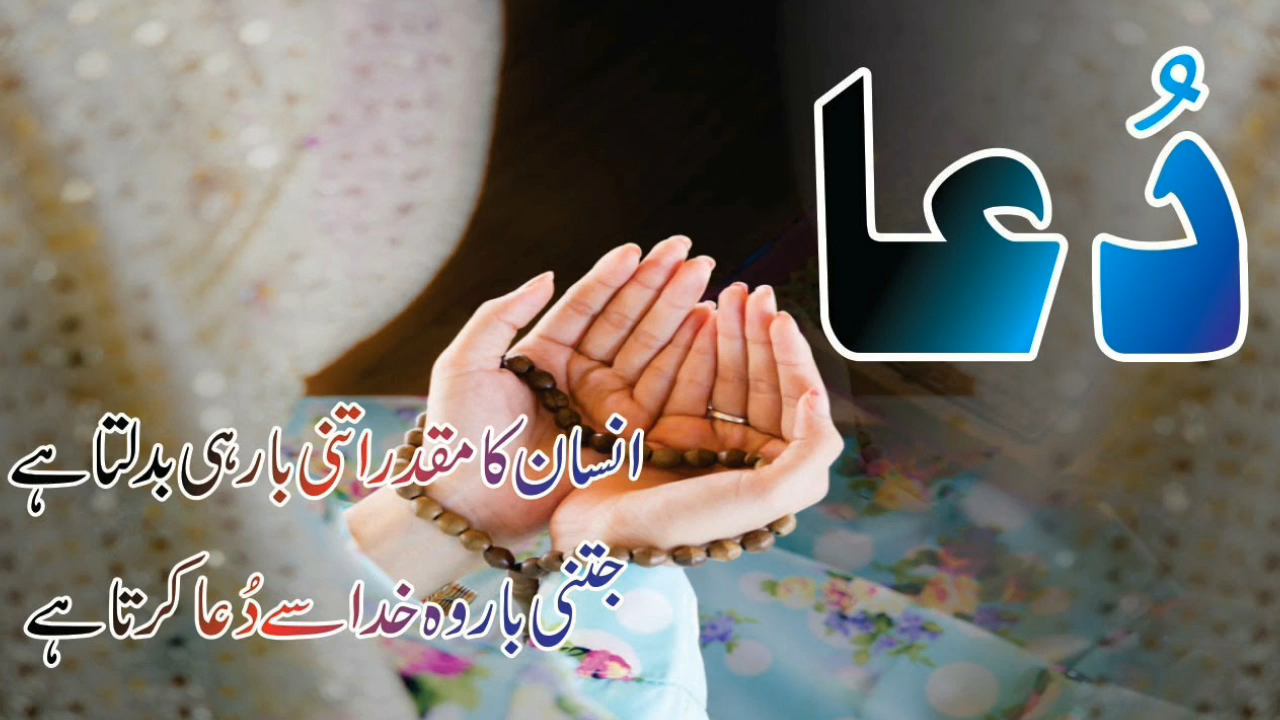 دُعا
انسان کا مقدر اتنی بار ہی بدلتا ہے
جتنی بار وہ خدا سے دُعا کرتا ہے